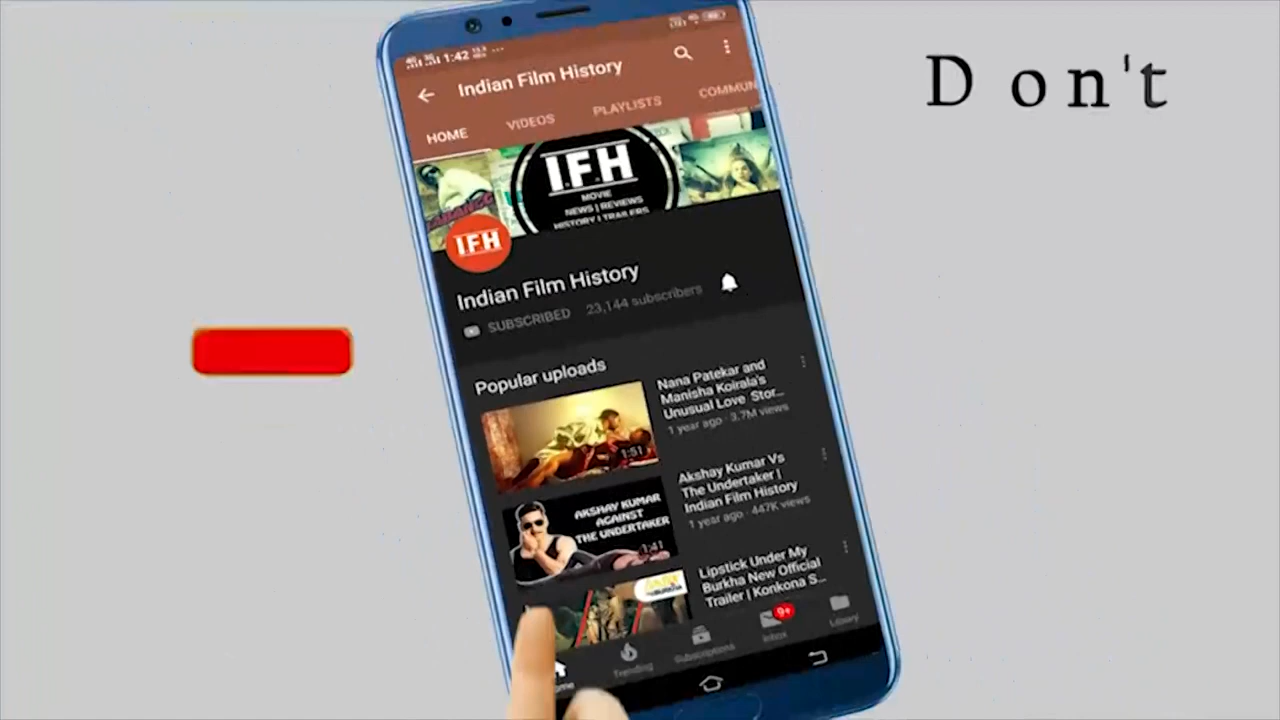 Don't
1:42
Indian Film History
HOME VIDEOS PLAYLISTS COMMUN
I.F.H
MOVIE
NEWS | REVIEWS
HISTORY | TRAILERS
I.F.H
Indian Film History
SUBSCRIBED 23,144 subscribers
Popular uploads
Nana Patekar and
Manisha Koirala's
Unusual Love Stor...
1 year ago · 3.7M views
1:51
Akshay Kumar Vs
The Undertaker |
Indian Film History
1 year ago · 447K views
AKSHAY KUMAR
AGAINST
THE UNDERTAKER
1:41
Lipstick Under My
Burkha New Official
Trailer | Konkona S...
9+
Trending Subscriptions Inbox Library